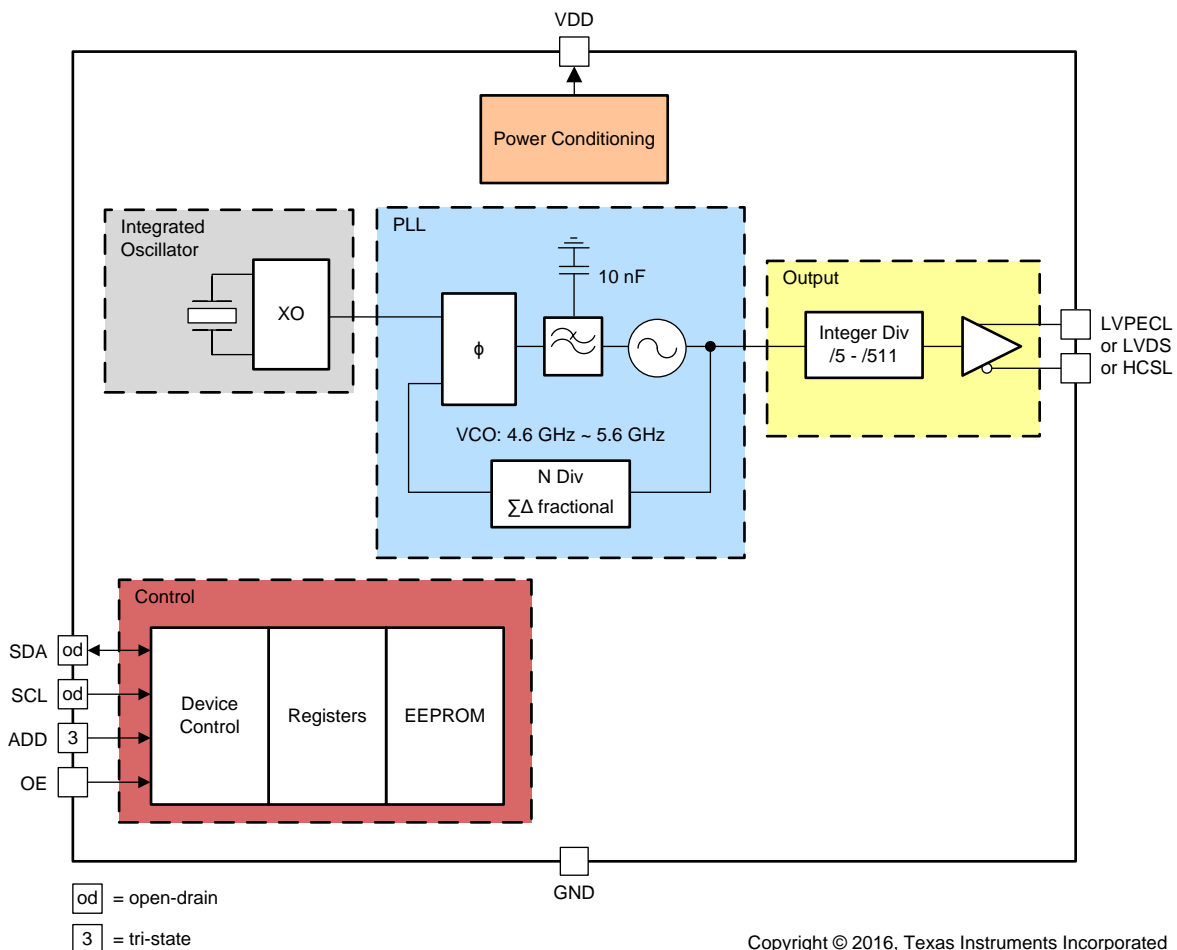 VDD
Power Conditioning
Integrated
Oscillator
XO
PLL
10 nF
ϕ
VCO: 4.6 GHz ~ 5.6 GHz
N Div
∑Δ fractional
Output
Integer Div
/5 - /511
LVPECL
or LVDS
or HCSL
Control
SDA
od
SCL
od
ADD
3
OE
Device
Control
Registers
EEPROM
GND
od = open-drain
3 = tri-state
Copyright © 2016, Texas Instruments Incorporated